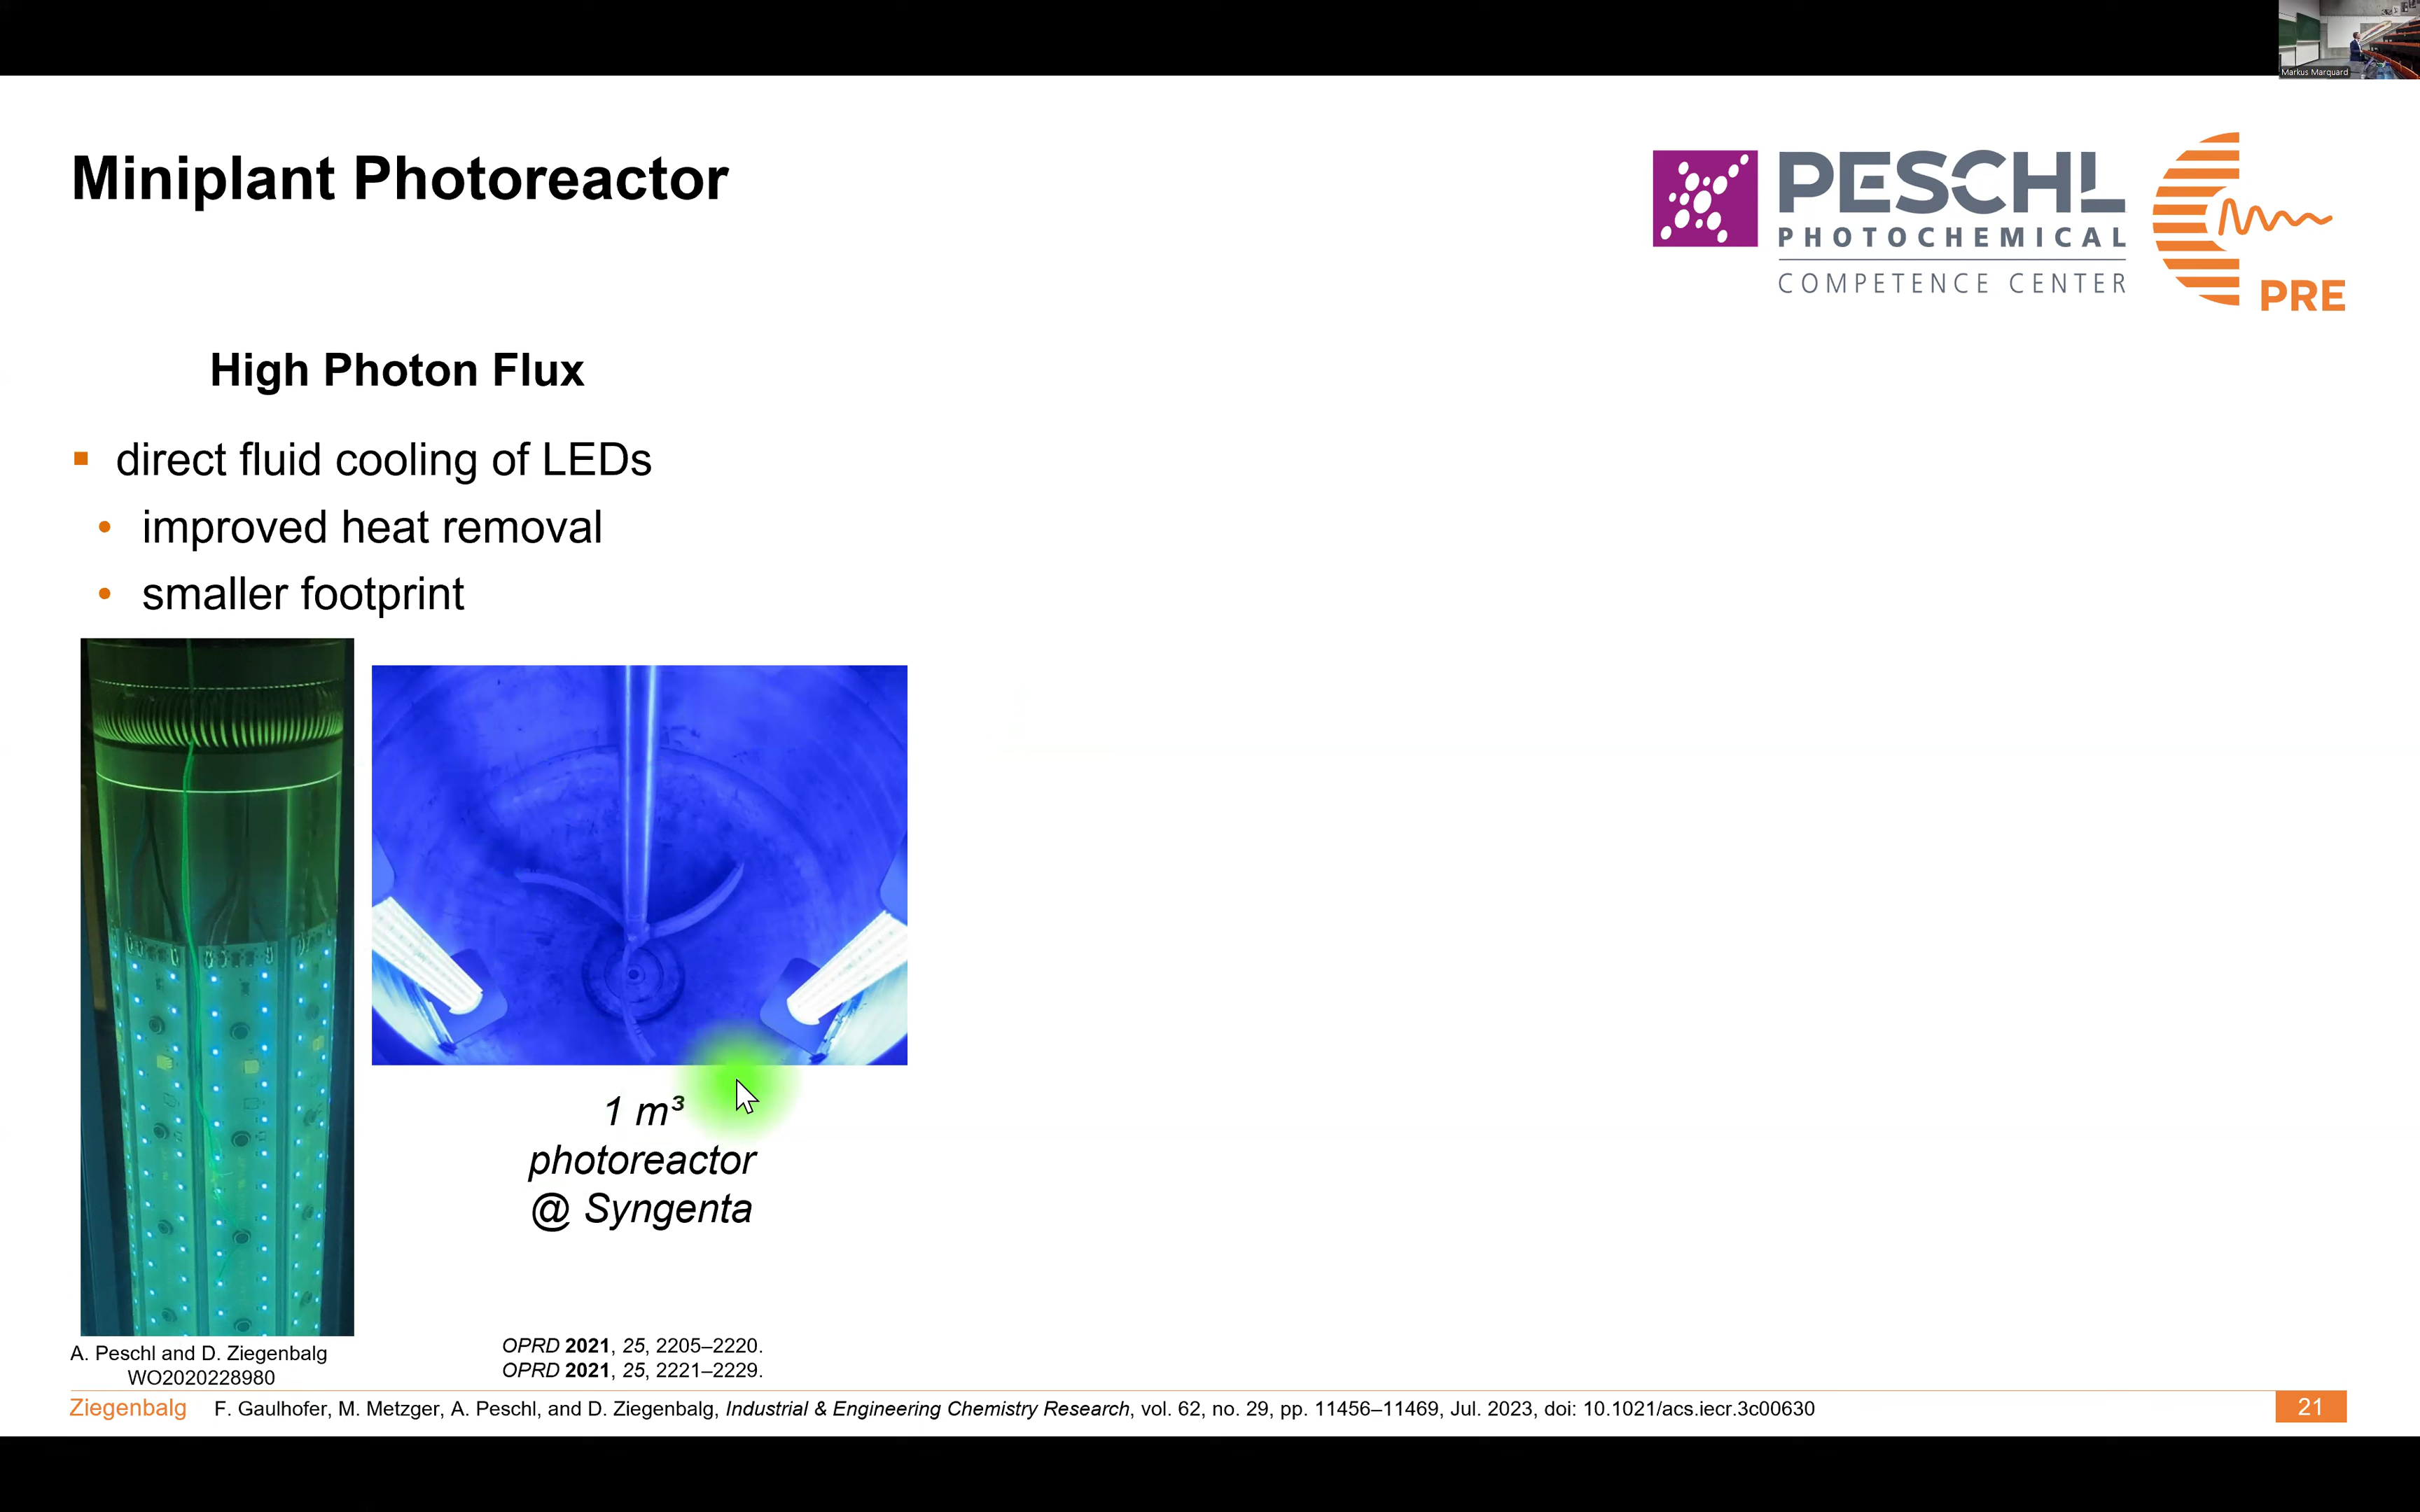 Markus Marquard
Miniplant Photoreactor
PESCHL
PHOTOCHEMICAL
COMPETENCE CENTER
PRE
High Photon Flux
direct fluid cooling of LEDs
improved heat removal
smaller footprint
1 m³
photoreactor
@ Syngenta
A. Peschl and D. Ziegenbalg
WO2020228980
OPRD 2021, 25, 2205–2220.
OPRD 2021, 25, 2221–2229.
Ziegenbalg F. Gaulhofer, M. Metzger, A. Peschl, and D. Ziegenbalg, Industrial & Engineering Chemistry Research, vol. 62, no. 29, pp. 11456–11469, Jul. 2023, doi: 10.1021/acs.iecr.3c00630 21